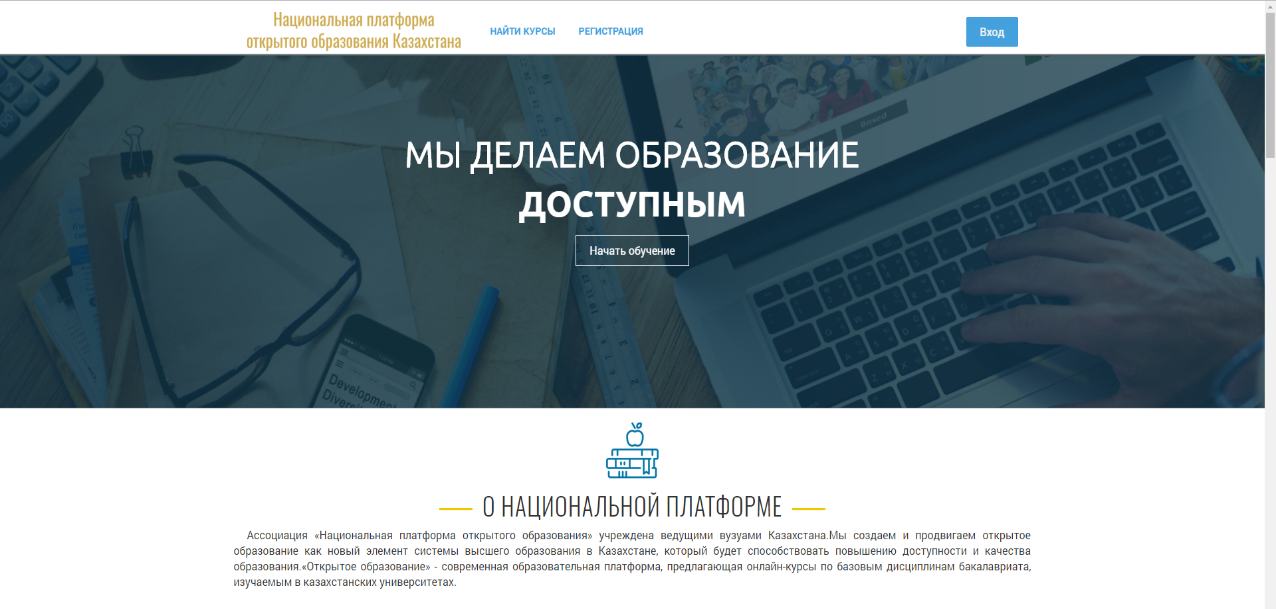 Национальная платформа
открытого образования Казахстана
НАЙТИ КУРСЫ
РЕГИСТРАЦИЯ
Вход
Based
МЫ ДЕЛАЕМ ОБРАЗОВАНИЕ
ДОСТУПНЫМ
Начать обучение
Development
Diversity
О НАЦИОНАЛЬНОЙ ПЛАТФОРМЕ
Ассоциация «Национальная платформа открытого образования» учреждена ведущими вузуами Казахстана.Мы создаем и продвигаем открытое
образование как новый элемент системы высшего образования в Казахстане, который будет способствовать повышению доступности и качества
образования.«Открытое образование» - современная образовательная платформа, предлагающая онлайн-курсы по базовым дисциплинам бакалавриата,
изучаемым в казахстанских университетах.